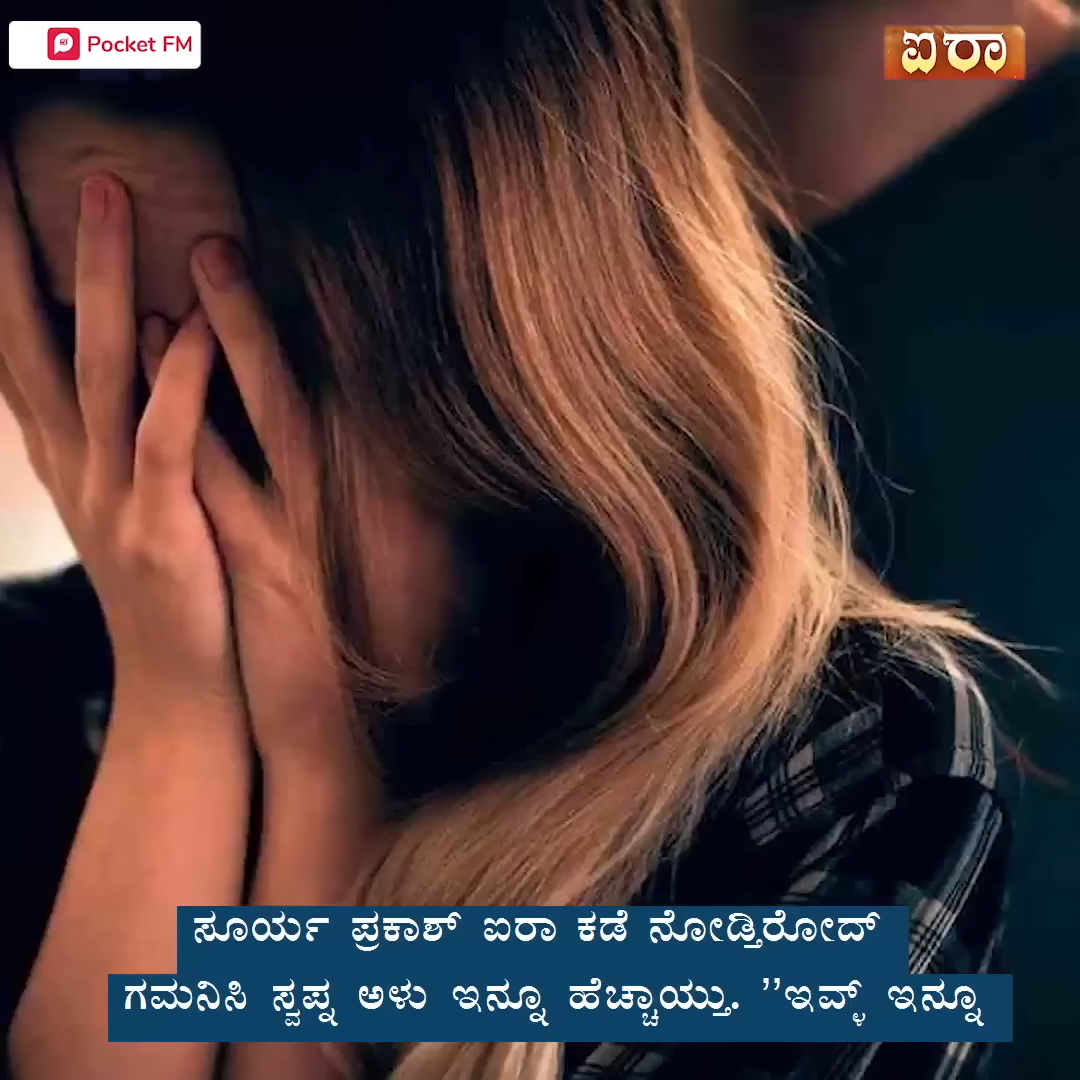 Pocket FM
ಐರಾ
ಸೂರ್ಯ ಪ್ರಕಾಶ್ ಐರಾ ಕಡೆ ನೋಡ್ತಿರೋದ್
ಗಮನಿಸಿ ಸ್ವಪ್ನ ಅಳು ಇನ್ನೂ ಹೆಚ್ಚಾಯ್ತು. ’’ಇವ್ಳ್ ಇನ್ನೂ